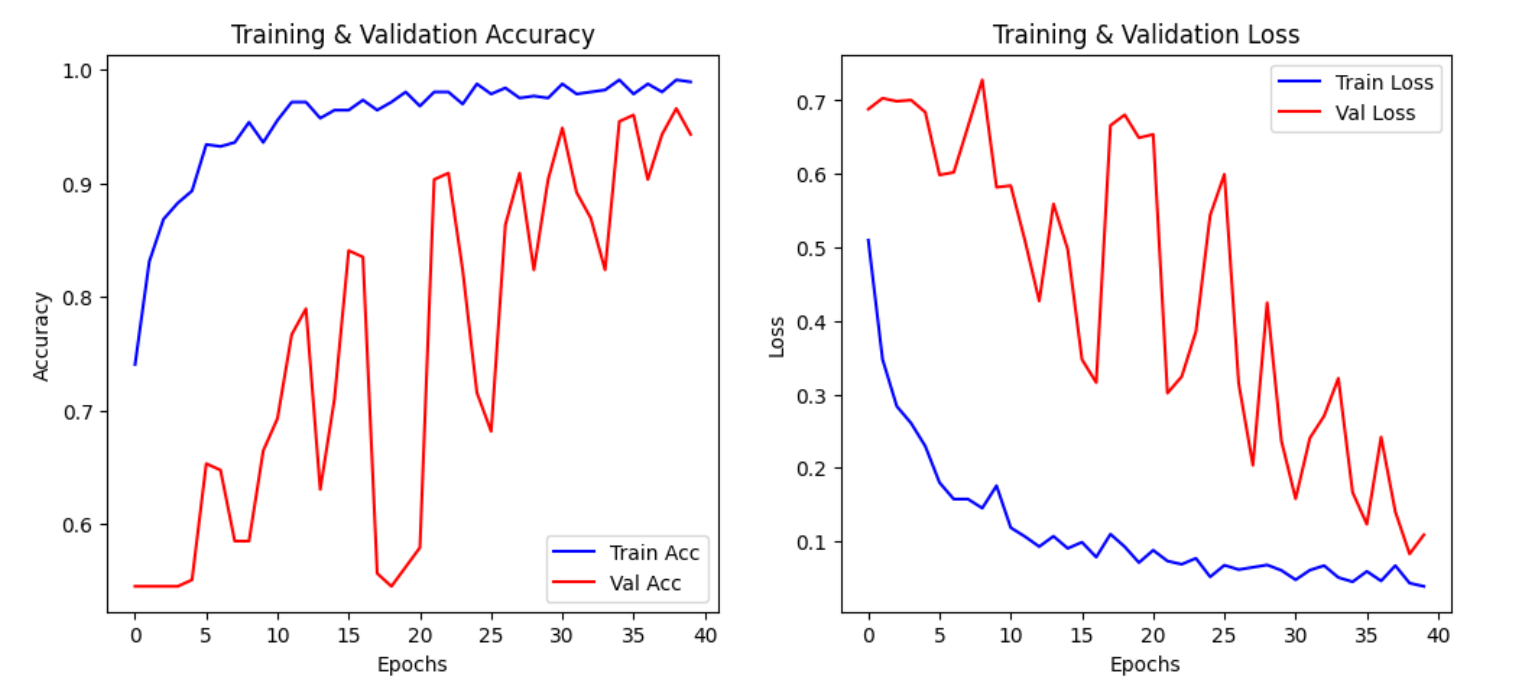 Training & Validation Accuracy
1.0
0.9
0.8
0.7
0.6
Accuracy
Train Acc
Val Acc
0 5 10 15 20 25 30 35 40
Epochs
Training & Validation Loss
Train Loss
Val Loss
0.7
0.6
0.5
0.4
0.3
0.2
0.1
Loss
0 5 10 15 20 25 30 35 40
Epochs